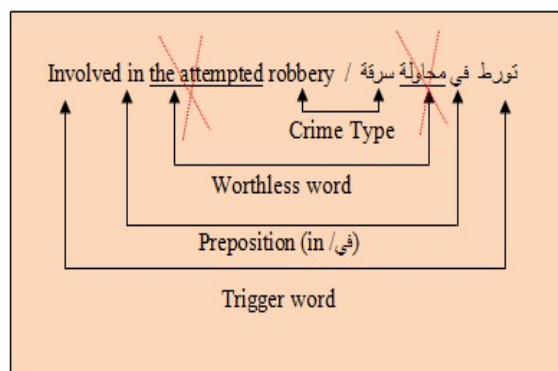 Involved in the attempted robbery / تورط في محاولة سرقة
Crime Type
Worthless word
Preposition (in /في)
Trigger word